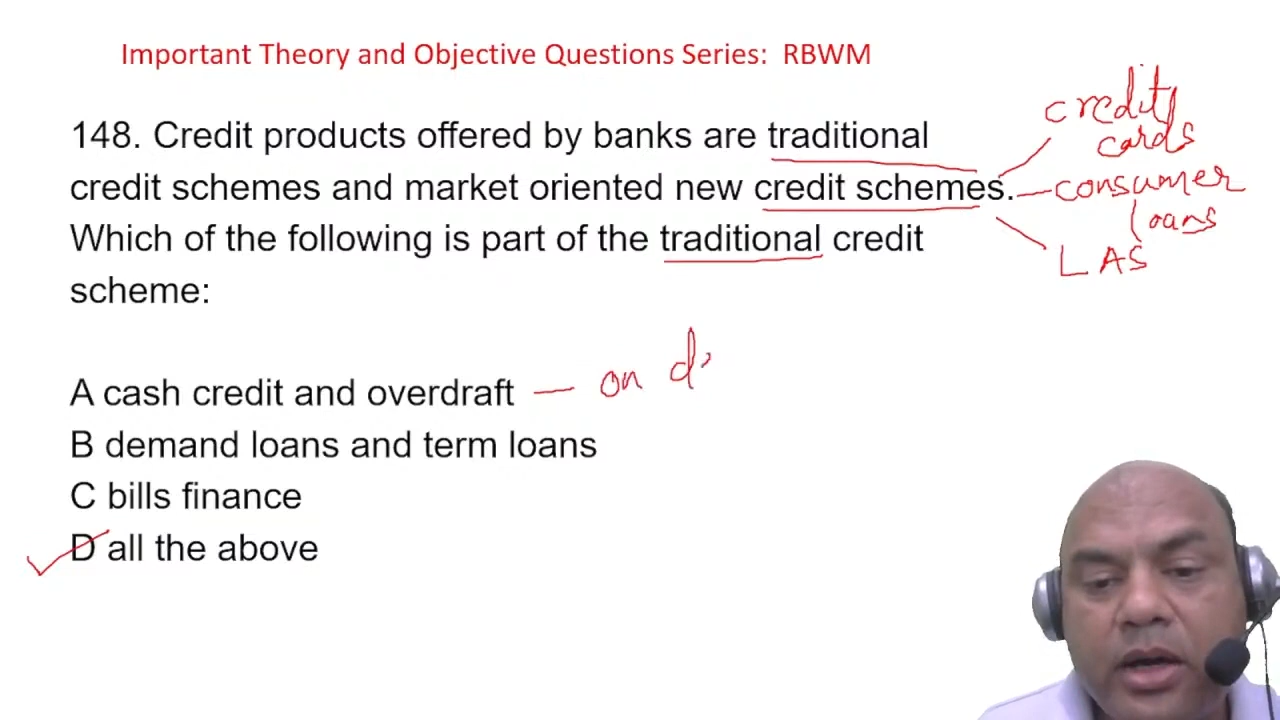 Important Theory and Objective Questions Series: RBWM
148. Credit products offered by banks are traditional
credit schemes and market oriented new credit schemes.
Which of the following is part of the traditional credit
scheme:
credit
cards
consumer
loans
LAS
A cash credit and overdraft — on d
B demand loans and term loans
C bills finance
D all the above